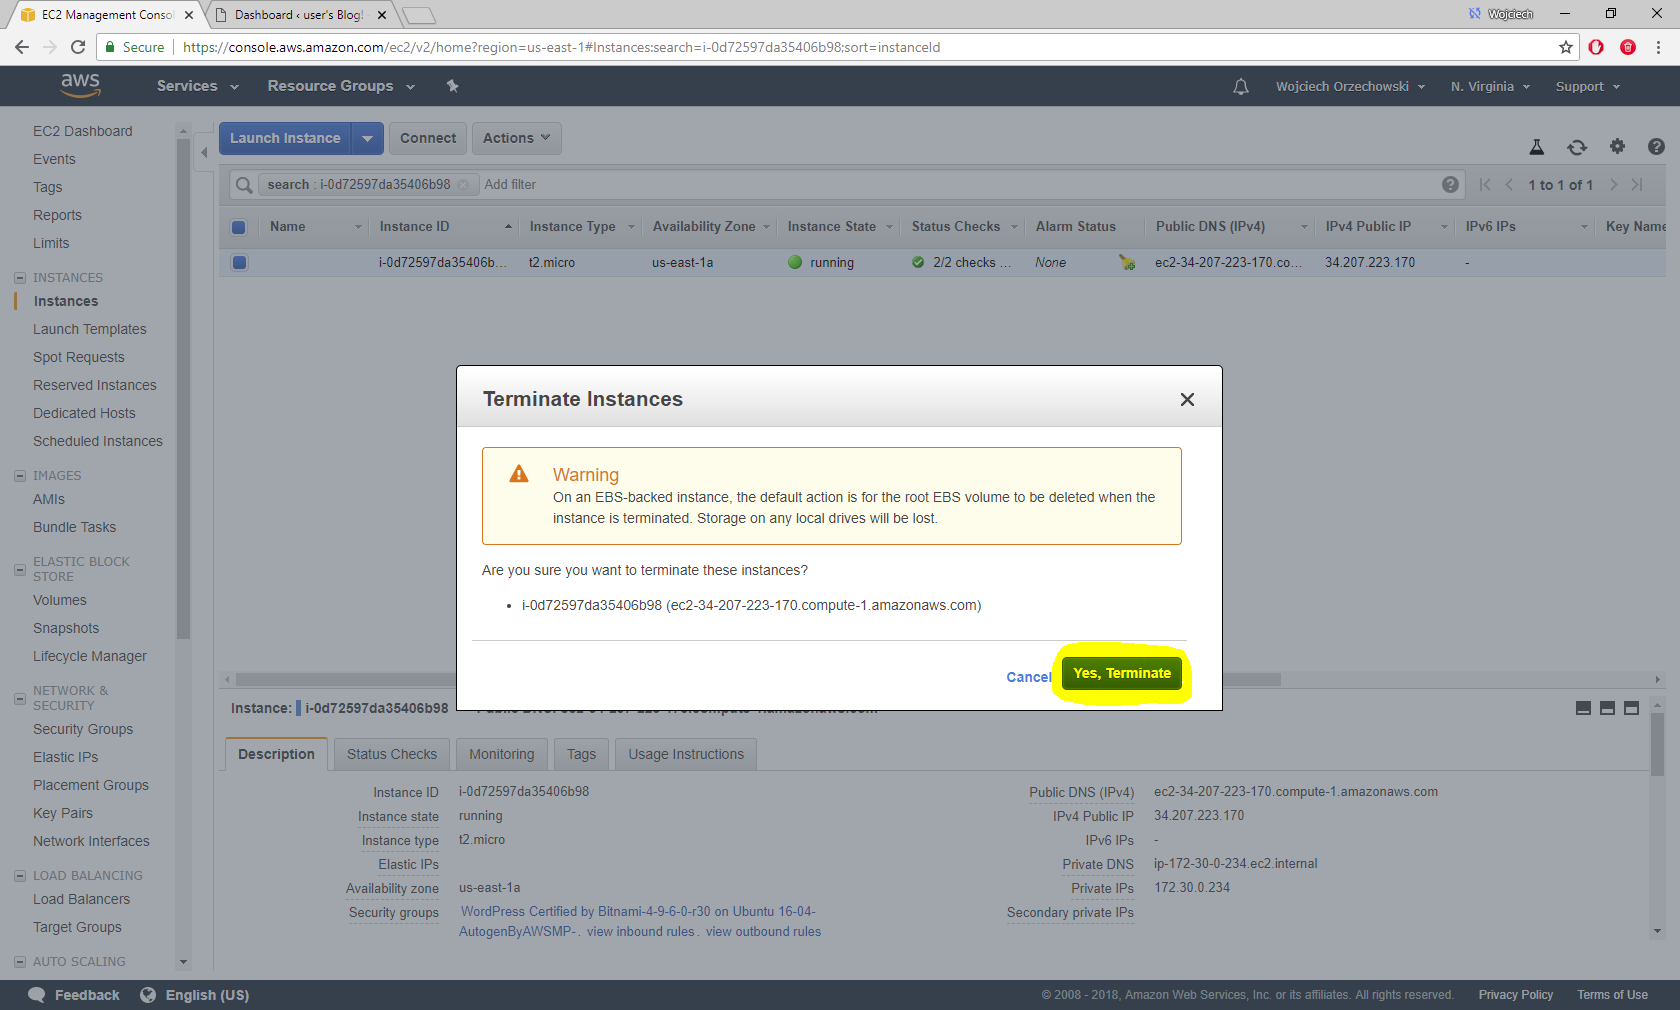 EC2 Management Consol
Dashboard ‹ user's Blog! -
Wojciech
Secure
https://console.aws.amazon.com/ec2/v2/home?region=us-east-1#Instances:search=i-0d72597da35406b98;sort=instanceId
aws
Services
Resource Groups
Wojciech Orzechowski
N. Virginia
Support
EC2 Dashboard
Events
Tags
Reports
Limits
INSTANCES
Instances
Launch Templates
Spot Requests
Reserved Instances
Dedicated Hosts
Scheduled Instances
IMAGES
AMIs
Bundle Tasks
ELASTIC BLOCK
STORE
Volumes
Snapshots
Lifecycle Manager
NETWORK &
SECURITY
Security Groups
Elastic IPs
Placement Groups
Key Pairs
Network Interfaces
LOAD BALANCING
Load Balancers
Target Groups
AUTO SCALING
Launch Instance
Connect
Actions
search : i-0d72597da35406b98
Add filter
1 to 1 of 1
Name Instance ID Instance Type Availability Zone Instance State Status Checks Alarm Status Public DNS (IPv4) IPv4 Public IP IPv6 IPs Key Name
i-0d72597da35406b... t2.micro us-east-1a running 2/2 checks ... None ec2-34-207-223-170.co... 34.207.223.170 -
Terminate Instances
Warning
On an EBS-backed instance, the default action is for the root EBS volume to be deleted when the
instance is terminated. Storage on any local drives will be lost.
Are you sure you want to terminate these instances?
• i-0d72597da35406b98 (ec2-34-207-223-170.compute-1.amazonaws.com)
Cancel
Yes, Terminate
Instance: i-0d72597da35406b98
Description
Status Checks
Monitoring
Tags
Usage Instructions
Instance ID i-0d72597da35406b98
Instance state running
Instance type t2.micro
Elastic IPs
Availability zone us-east-1a
Security groups WordPress Certified by Bitnami-4-9-6-0-r30 on Ubuntu 16-04-
AutogenByAWSMP-. view inbound rules. view outbound rules
Public DNS (IPv4) ec2-34-207-223-170.compute-1.amazonaws.com
IPv4 Public IP 34.207.223.170
IPv6 IPs -
Private DNS ip-172-30-0-234.ec2.internal
Private IPs 172.30.0.234
Secondary private IPs
Feedback
English (US)
© 2008 - 2018, Amazon Web Services, Inc. or its affiliates. All rights reserved.
Privacy Policy
Terms of Use